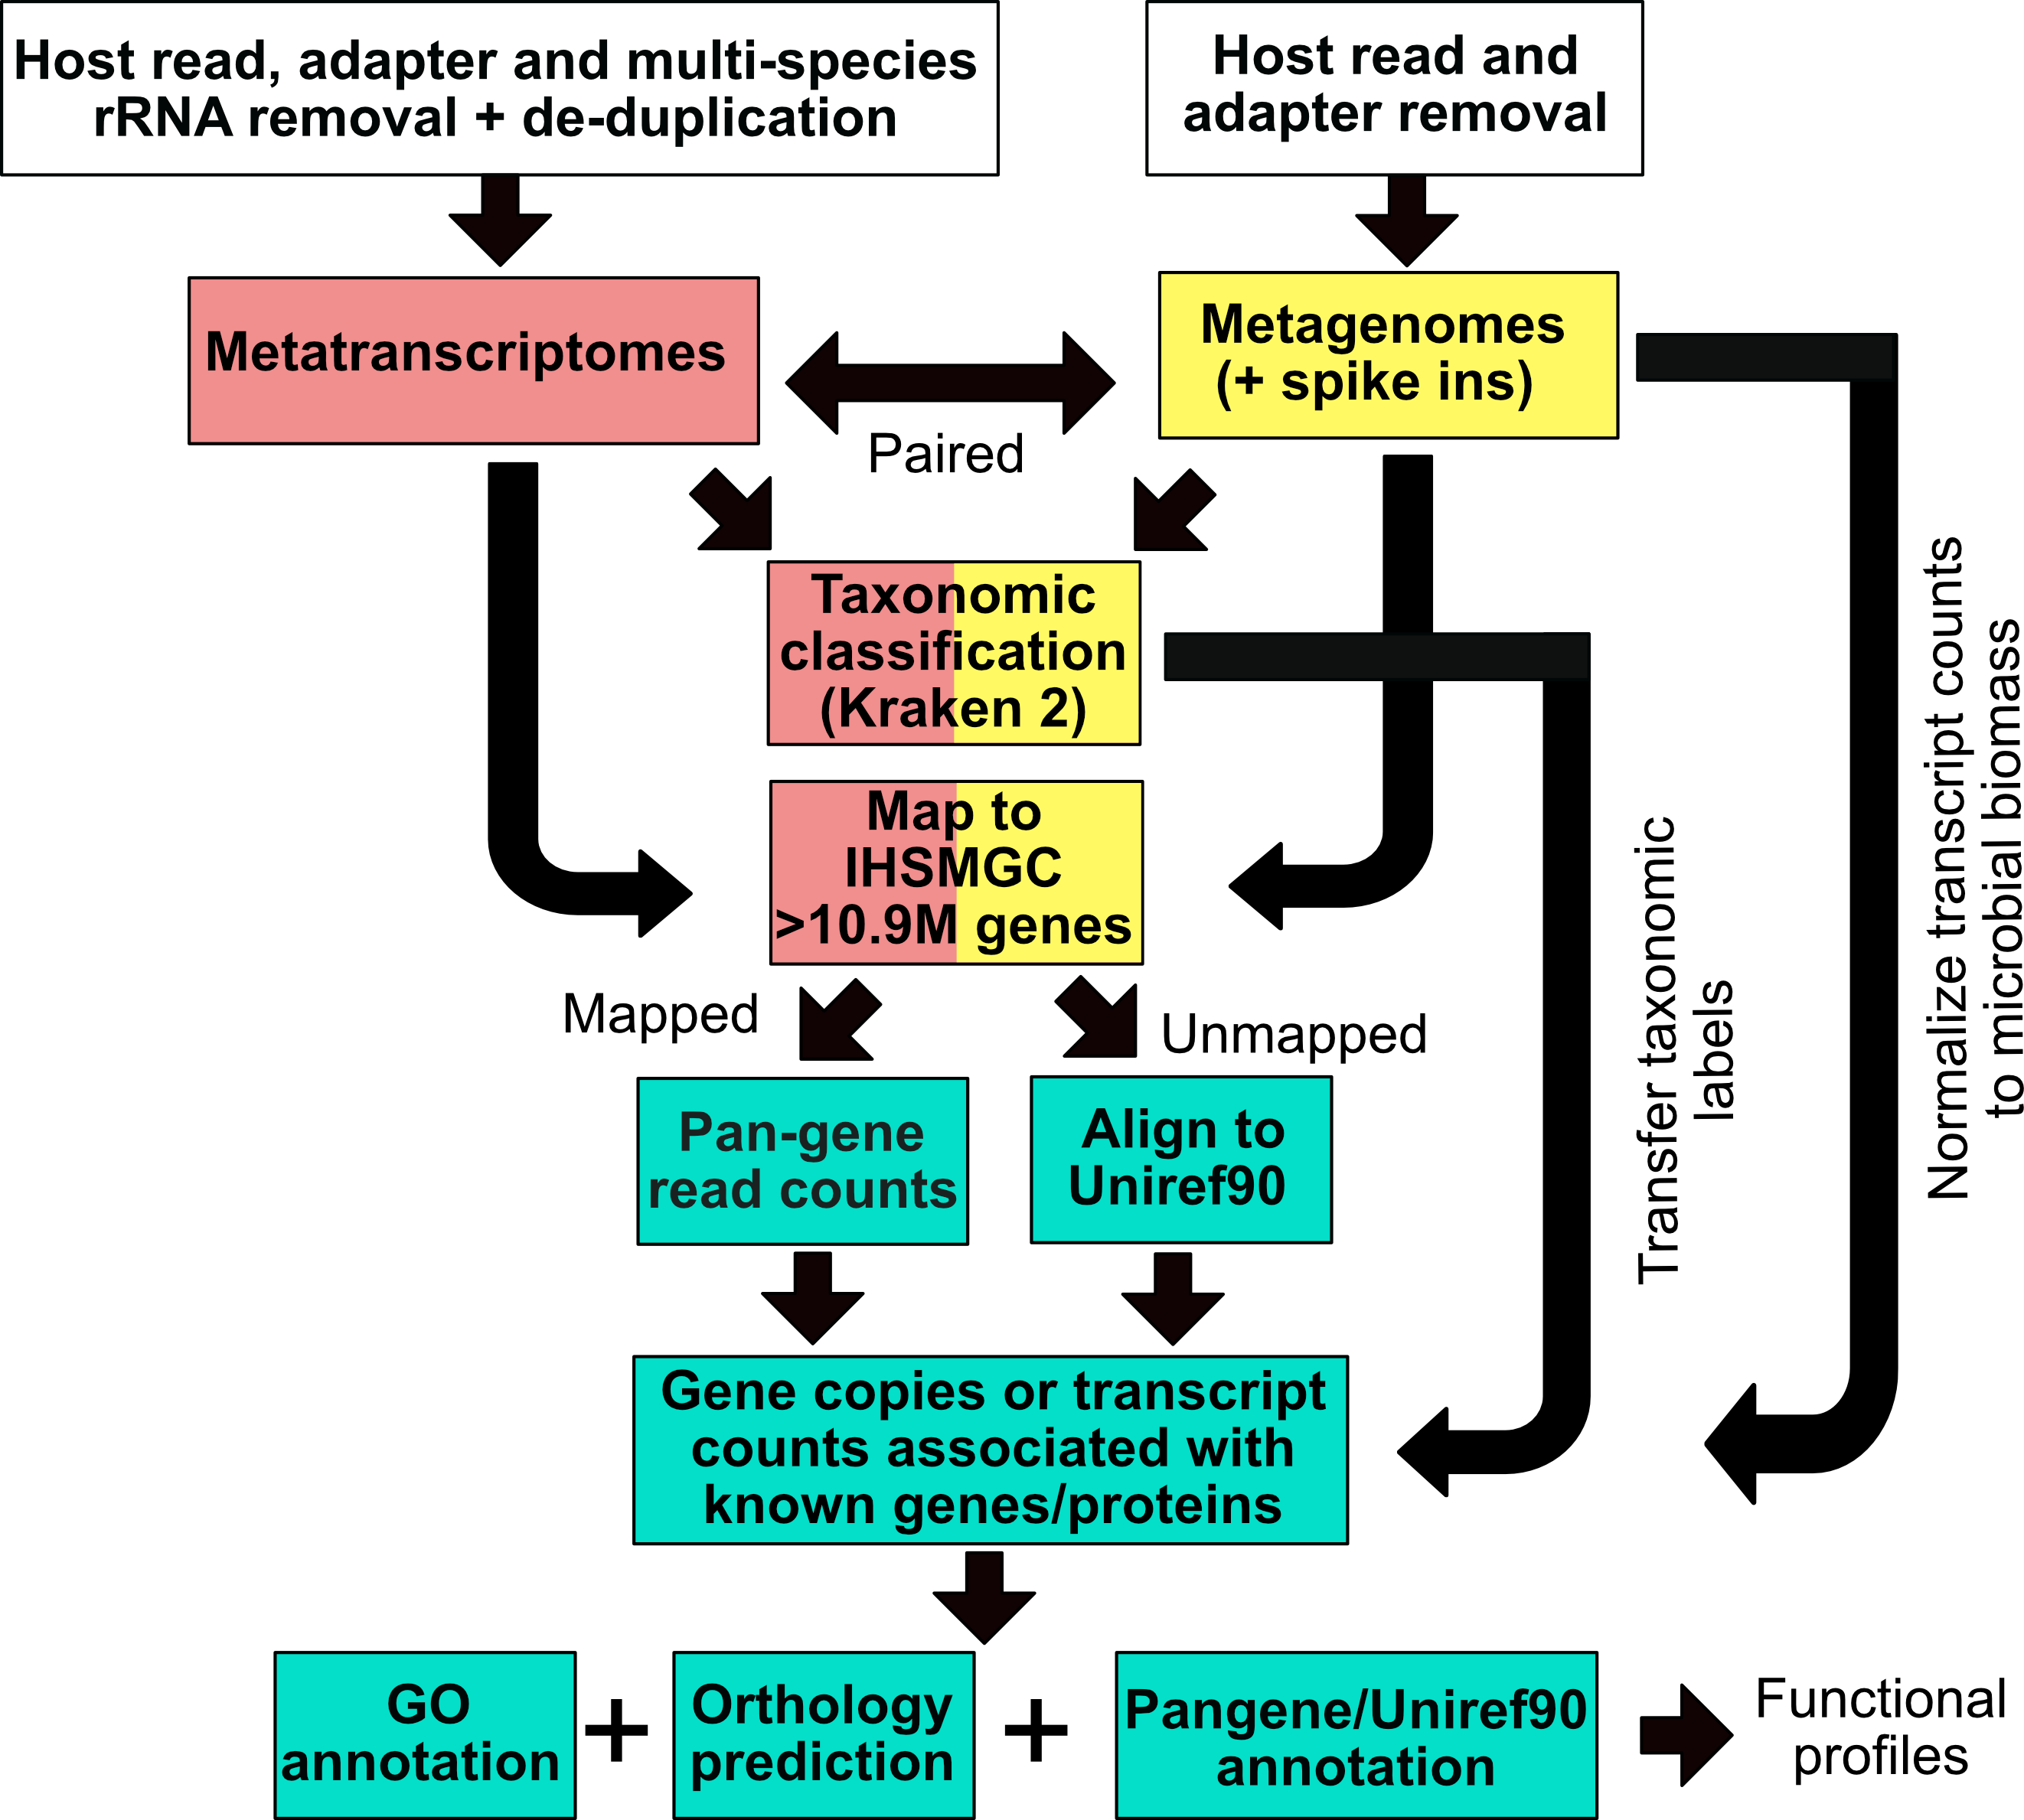 Host read, adapter and multi-species
rRNA removal + de-duplication
Host read and
adapter removal
Metatranscriptomes
Metagenomes
(+ spike ins)
Paired
Taxonomic
classification
(Kraken 2)
Map to
IHSMGC
>10.9M genes
Mapped
Unmapped
Pan-gene
read counts
Align to
Uniref90
Transfer taxonomic
labels
Normalize transcript counts
to microbial biomass
Gene copies or transcript
counts associated with
known genes/proteins
GO
annotation
+
Orthology
prediction
+
Pangene/Uniref90
annotation
Functional
profiles